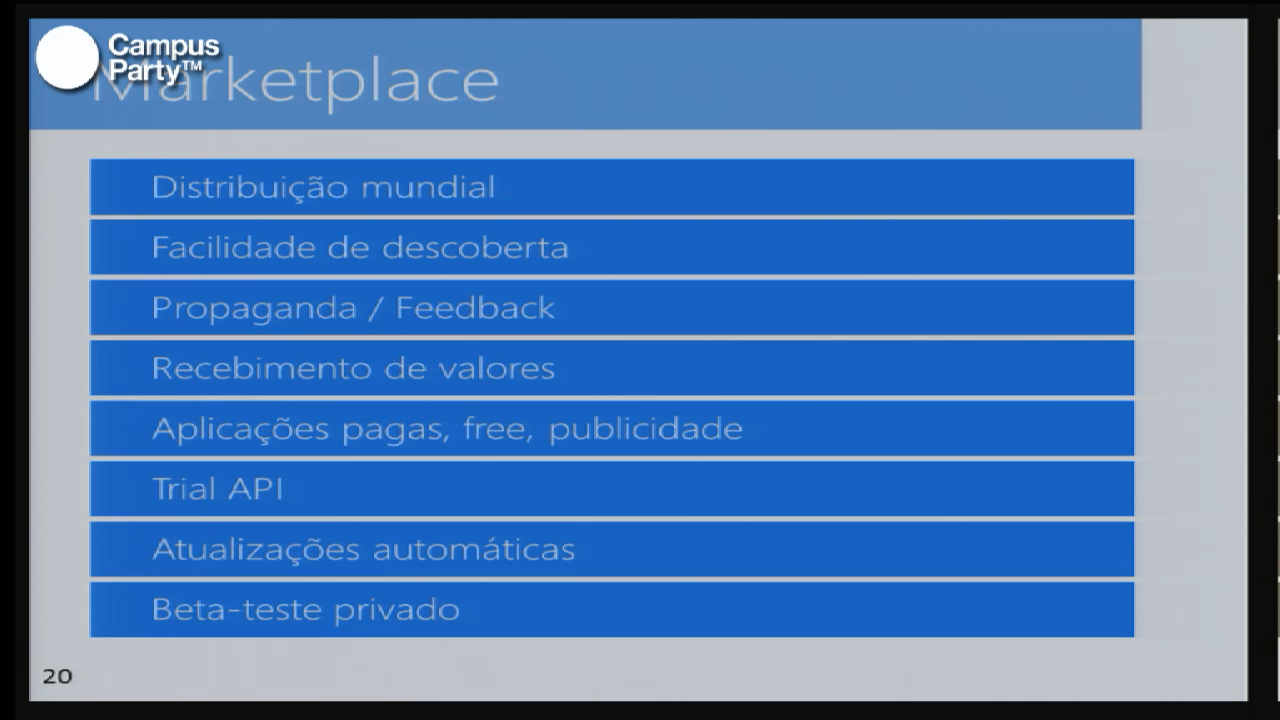 Campus
Party™
Marketplace
Distribuição mundial
Facilidade de descoberta
Propaganda / Feedback
Recebimento de valores
Aplicações pagas, free, publicidade
Trial API
Atualizações automáticas
Beta-teste privado
20